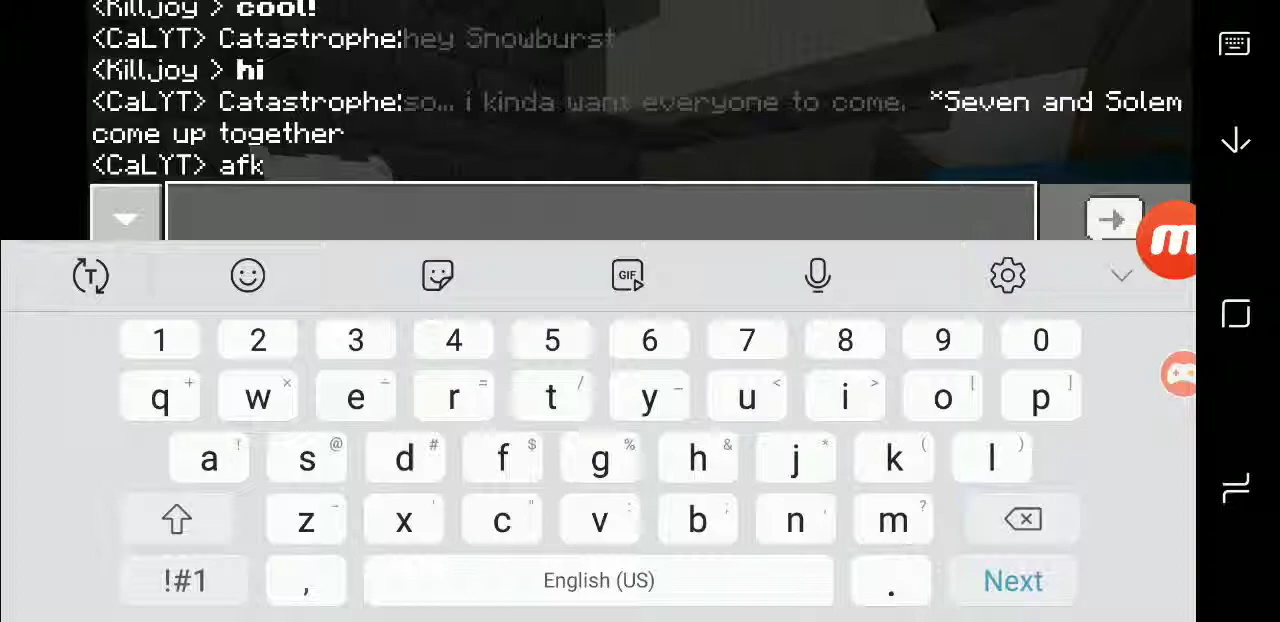 <Killjoy > cool!
<CaLYT> Catastrophe:hey Snowburst
<Killjoy > hi
<CaLYT> Catastrophe:so... i kinda want everyone to come. *Seven and Solem
come up together
<CaLYT> afk
T GIF
1 2 3 4 5 6 7 8 9 0
q + w × e ÷ r = t / y _ u < i > o [ p ]
a ! s @ d # f $ g % h & j * k ( l )
z - x ' c " v : b ; n , m ?
!#1 , English (US) . Next
m